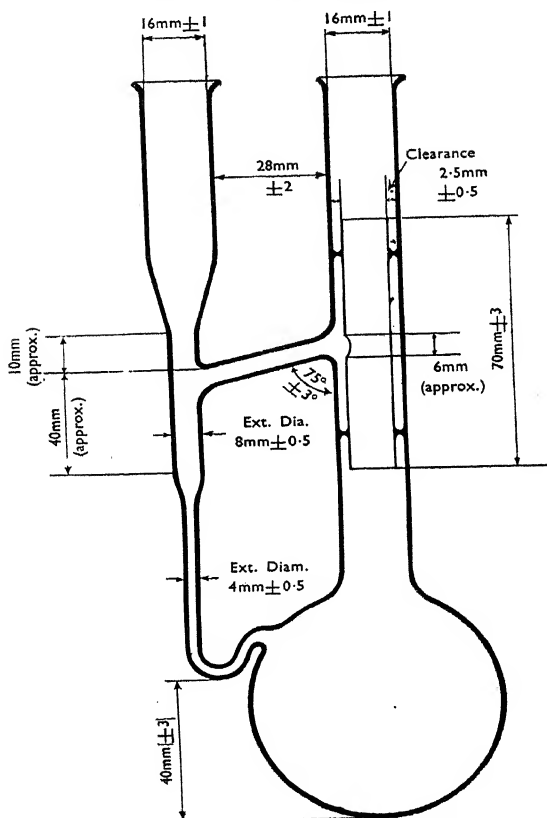 16mm±1
16mm±1
Clearance
2·5mm
±0·5
28mm
±2
70mm±3
10mm
(approx.)
6mm
(approx.)
75°
±3°
40mm
(approx.)
Ext. Dia.
8mm±0·5
Ext. Diam.
4mm±0·5
40mm±3